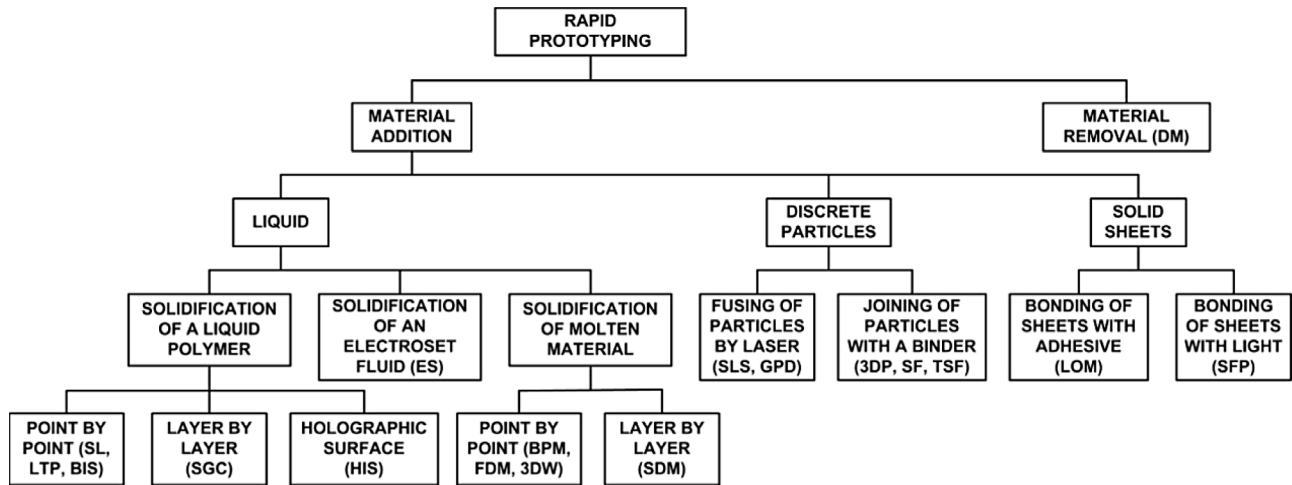 RAPID
PROTOTYPING
MATERIAL
ADDITION
MATERIAL
REMOVAL (DM)
LIQUID
DISCRETE
PARTICLES
SOLID
SHEETS
SOLIDIFICATION
OF A LIQUID
POLYMER
SOLIDIFICATION
OF AN
ELECTROSET
FLUID (ES)
SOLIDIFICATION
OF MOLTEN
MATERIAL
FUSING OF
PARTICLES
BY LASER
(SLS, GPD)
JOINING OF
PARTICLES
WITH A BINDER
(3DP, SF, TSF)
BONDING OF
SHEETS WITH
ADHESIVE
(LOM)
BONDING
OF SHEETS
WITH LIGHT
(SFP)
POINT BY
POINT (SL,
LTP, BIS)
LAYER BY
LAYER
(SGC)
HOLOGRAPHIC
SURFACE
(HIS)
POINT BY
POINT (BPM,
FDM, 3DW)
LAYER BY
LAYER
(SDM)